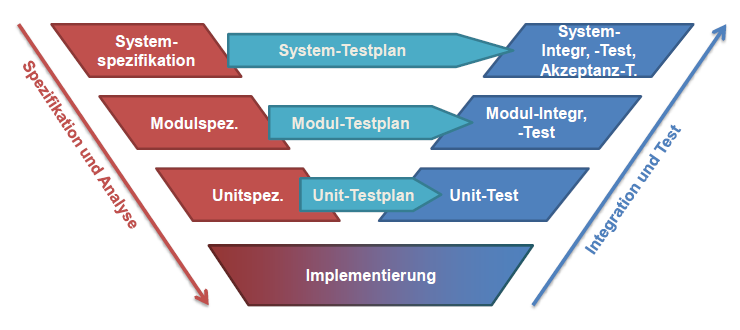 System-
spezifikation
System-Testplan
System-
Integr, -Test,
Akzeptanz-T.
Modulspez.
Modul-Testplan
Modul-Integr,
-Test
Unitspez.
Unit-Testplan
Unit-Test
Implementierung
Spezifikation und Analyse
Integration und Test